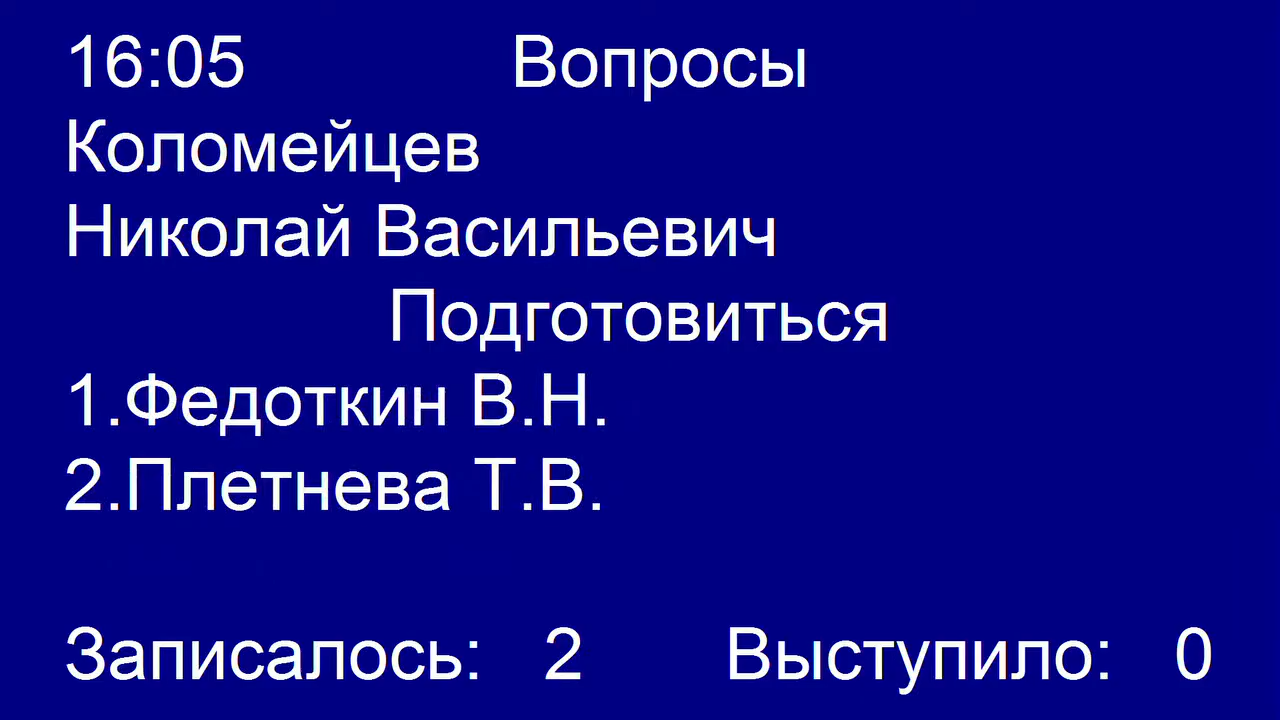 16:05 Вопросы
Коломейцев
Николай Васильевич
Подготовиться
1.Федоткин В.Н.
2.Плетнева Т.В.
Записалось: 2 Выступило: 0